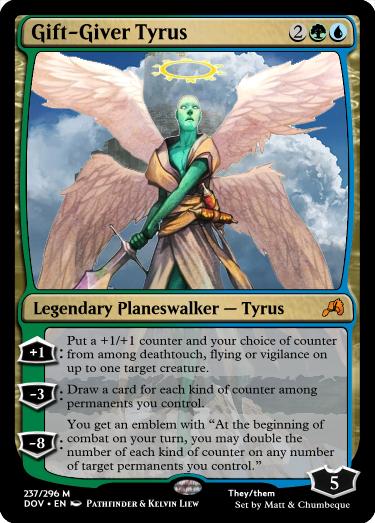 Gift-Giver Tyrus 2
Legendary Planeswalker — Tyrus
+1: Put a +1/+1 counter and your choice of counter
from among deathtouch, flying or vigilance on
up to one target creature.
-3: Draw a card for each kind of counter among
permanents you control.
-8: You get an emblem with “At the beginning of
combat on your turn, you may double the
number of each kind of counter on any number
of target permanents you control.”
5
237/296 M They/them
DOV • EN Pathfinder & Kelvin Liew Set by Matt & Chumbeque